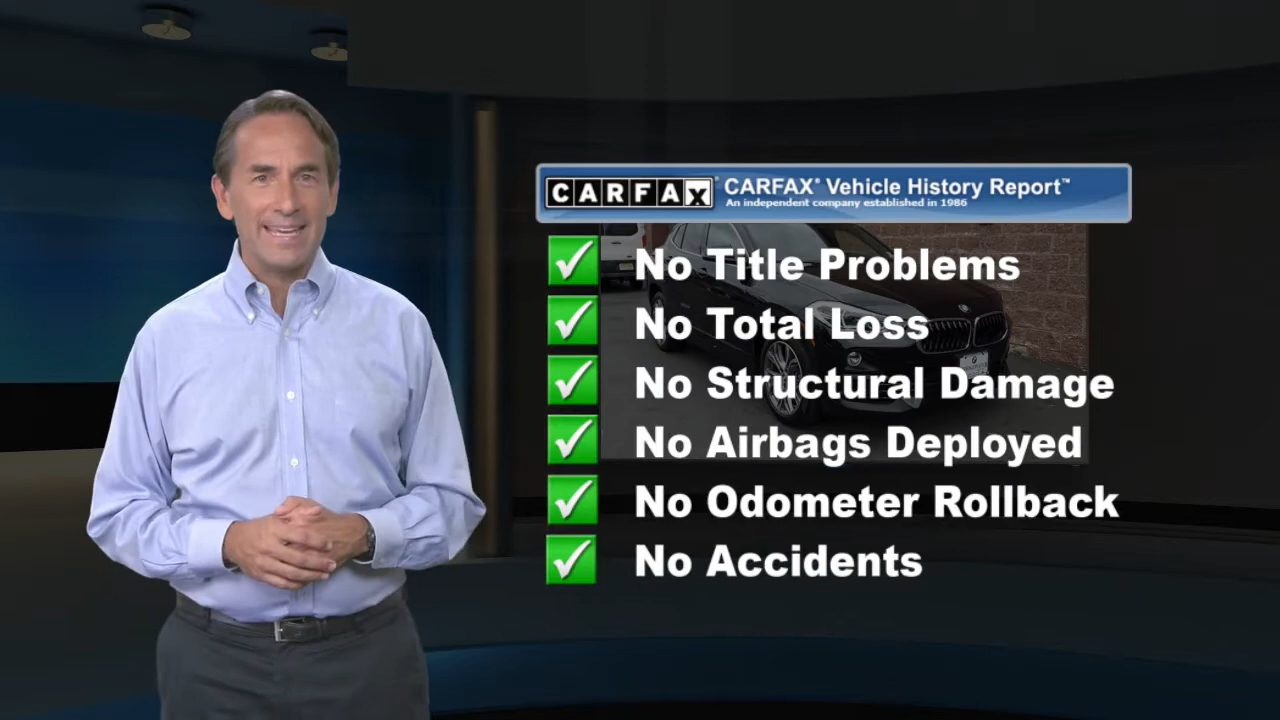 CARFAX® CARFAX® Vehicle History Report™
An independent company established in 1986
No Title Problems
No Total Loss
No Structural Damage
No Airbags Deployed
No Odometer Rollback
No Accidents